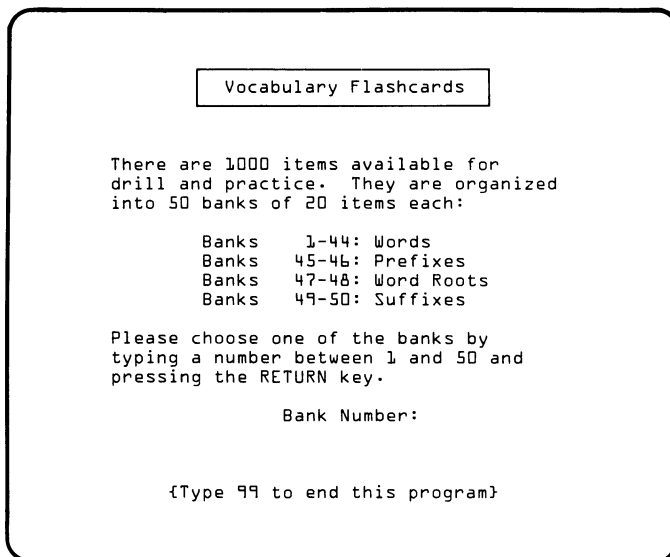 Vocabulary Flashcards
There are 1000 items available for
drill and practice. They are organized
into 50 banks of 20 items each:
Banks 1-44: Words
Banks 45-46: Prefixes
Banks 47-48: Word Roots
Banks 49-50: Suffixes
Please choose one of the banks by
typing a number between 1 and 50 and
pressing the RETURN key.
Bank Number:
{Type 99 to end this program}